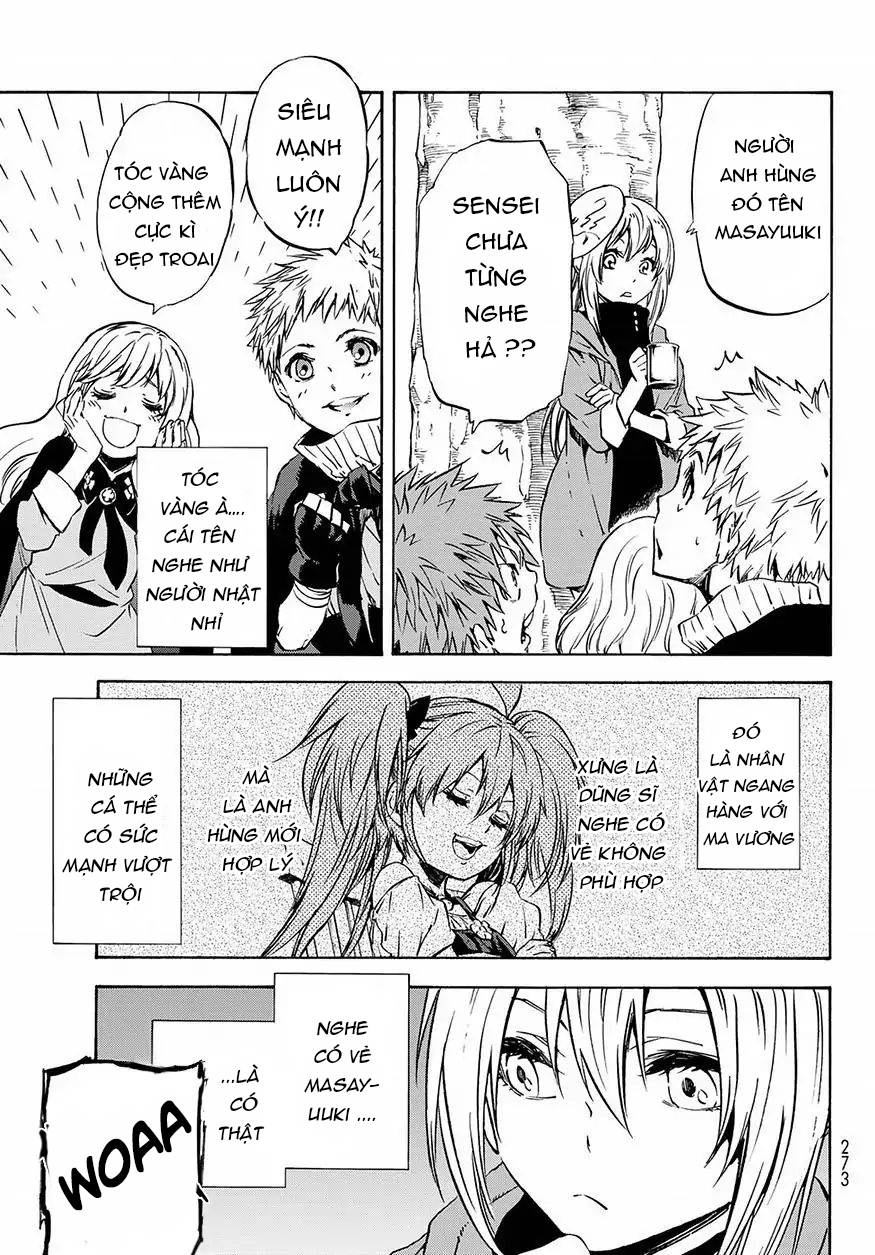 NGƯỜI
ANH HÙNG
ĐÓ TÊN
MASAYUUKI
SENSEI
CHƯA
TỪNG
NGHE
HẢ ??
SIÊU
MẠNH
LUÔN
Ý!!
TÓC VÀNG
CỘNG THÊM
CỰC KÌ
ĐẸP TROAI
TÓC
VÀNG À....
CÁI TÊN
NGHE NHƯ
NGƯỜI NHẬT
NHỈ
ĐÓ
LÀ NHÂN
VẬT NGANG
HÀNG VỚI
MA VƯƠNG
XƯNG LÀ
DŨNG SĨ
NGHE CÓ
VẺ KHÔNG
PHÙ HỢP
MÀ
LÀ ANH
HÙNG MỚI
HỢP LÝ
NHỮNG
CÁ THỂ
CÓ SỨC
MẠNH VƯỢT
TRỘI
NGHE
CÓ VẺ
MASAY-
UUKI ....
...LÀ
CÓ
THẬT
WOAA
273